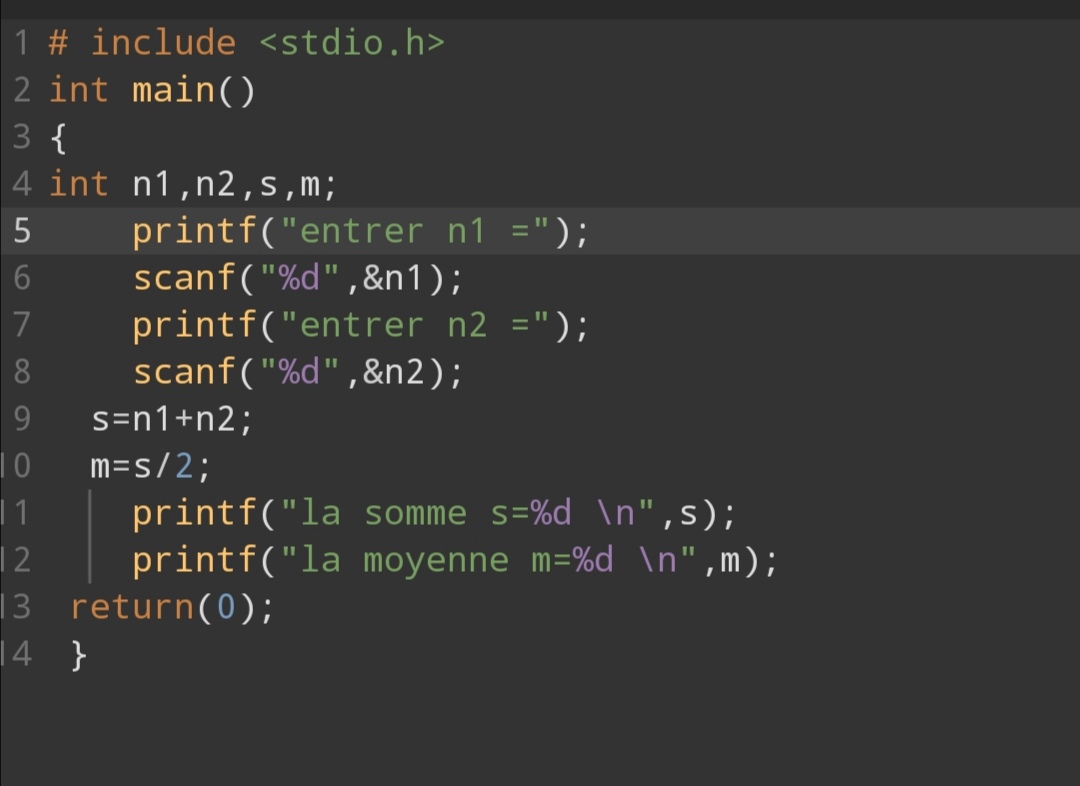 1 # include <stdio.h>
2 int main()
3 {
4 int n1,n2,s,m;
5     printf("entrer n1 =");
6     scanf("%d",&n1);
7     printf("entrer n2 =");
8     scanf("%d",&n2);
9   s=n1+n2;
10   m=s/2;
11     printf("la somme s=%d \n",s);
12     printf("la moyenne m=%d \n",m);
13  return(0);
14  }